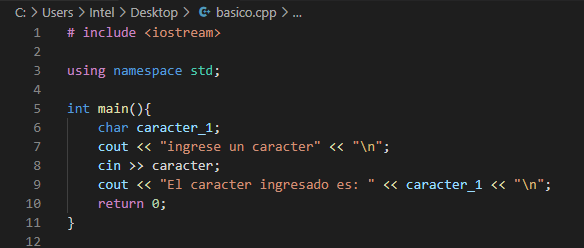 C: > Users > Intel > Desktop > basico.cpp > ...
1 # include <iostream>
2
3 using namespace std;
4
5 int main(){
6 char caracter_1;
7 cout << "ingrese un caracter" << "\n";
8 cin >> caracter;
9 cout << "El caracter ingresado es: " << caracter_1 << "\n";
10 return 0;
11 }
12